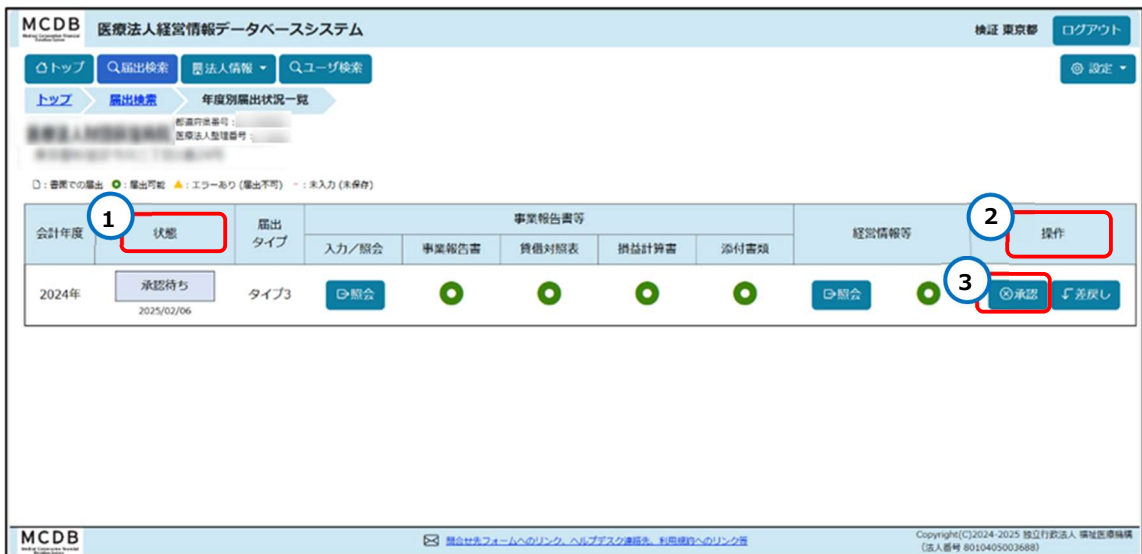 MCDB 医療法人経営情報データベースシステム 検証 東京都 ログアウト
トップ 届出検索 法人情報 ユーザ検索 設定
トップ 届出検索 年度別届出状況一覧
都道府県番号:
医療法人整理番号:
:書面での届出 :届出可能 :エラーあり(届出不可) - :未入力(未保存)
会計年度 1 状態 届出タイプ 事業報告書等 経営情報等 2 操作
入力/照会 事業報告書 貸借対照表 損益計算書 添付書類
2024年 承認待ち タイプ3 照会 照会 3 承認 差戻し
2025/02/06
MCDB 問合せ先フォームへのリンク、ヘルプデスク連絡先、利用規約へのリンク等 Copyright(C)2024-2025 独立行政法人 福祉医療機構
(法人番号 8010405003688)